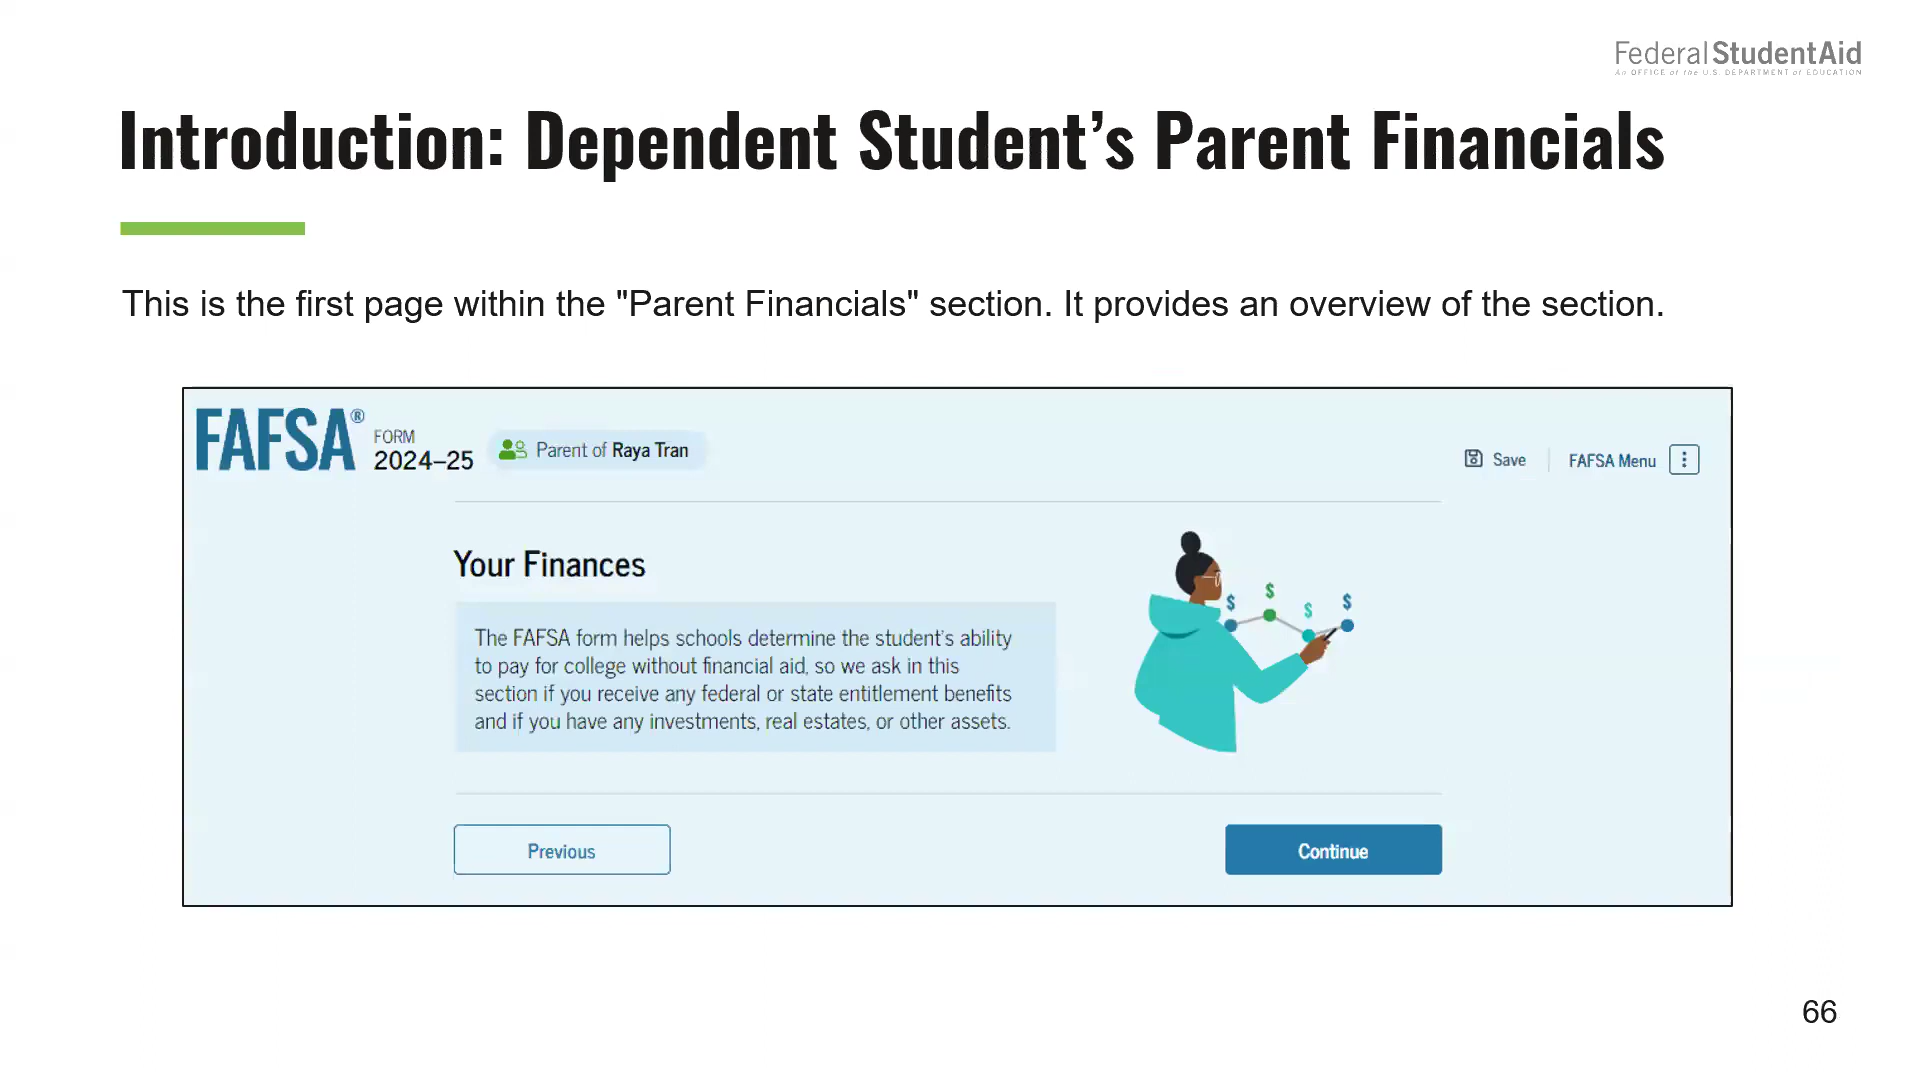 Federal StudentAid
An OFFICE of the U.S. DEPARTMENT of EDUCATION
Introduction: Dependent Student’s Parent Financials
This is the first page within the "Parent Financials" section. It provides an overview of the section.
FAFSA®
FORM
2024–25
Parent of Raya Tran
Save
FAFSA Menu
Your Finances
The FAFSA form helps schools determine the student's ability
to pay for college without financial aid, so we ask in this
section if you receive any federal or state entitlement benefits
and if you have any investments, real estates, or other assets.
$ $ $ $
Previous
Continue
66